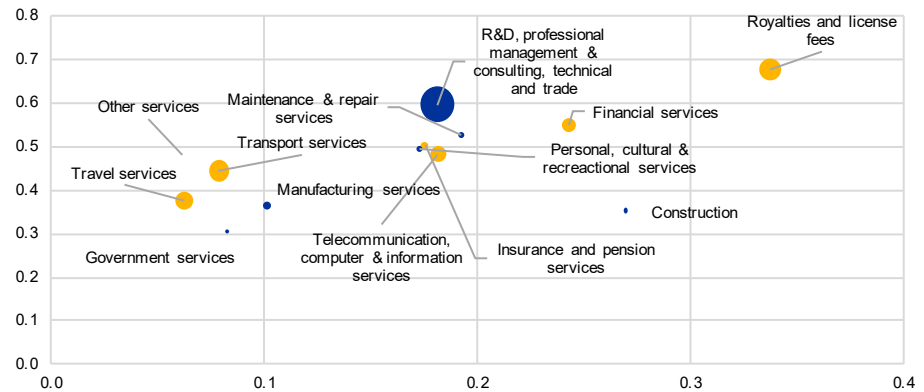 0.8
0.7
0.6
0.5
0.4
0.3
0.2
0.1
0.0
0.0
0.1
0.2
0.3
0.4
Royalties and license
fees
R&D, professional
management &
consulting, technical
and trade
Maintenance & repair
services
Other services
Financial services
Transport services
Personal, cultural &
recreactional services
Travel services
Manufacturing services
Construction
Telecommunication,
computer & information
services
Insurance and pension
services
Government services